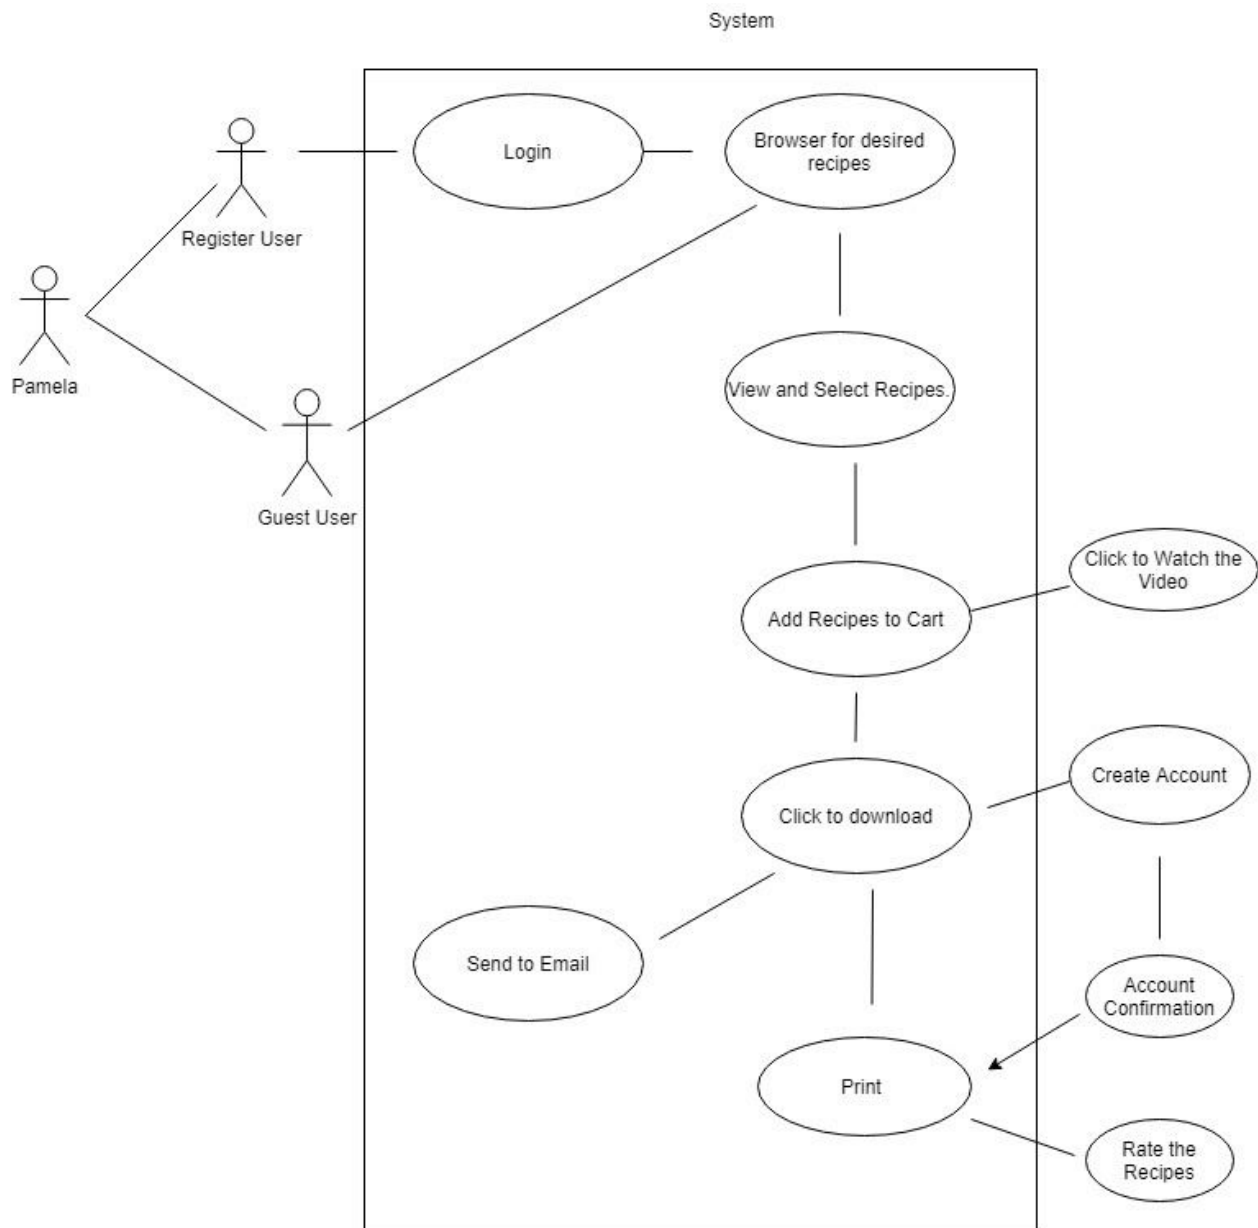 System
Login
Browser for desired
recipes
Register User
Pamela
View and Select Recipes.
Guest User
Click to Watch the
Video
Add Recipes to Cart
Create Account
Click to download
Send to Email
Account
Confirmation
Print
Rate the
Recipes